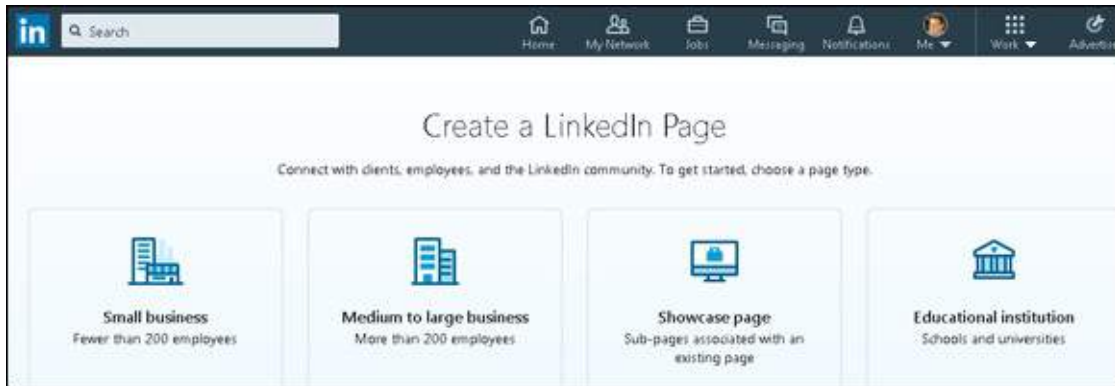 in
Search
Home
My Network
Jobs
Messaging
Notifications
Me
Work
Create a LinkedIn Page
Connect with clients, employees, and the LinkedIn community. To get started, choose a page type.
Small business
Fewer than 200 employees
Medium to large business
More than 200 employees
Showcase page
Sub-pages associated with an
existing page
Educational institution
Schools and universities